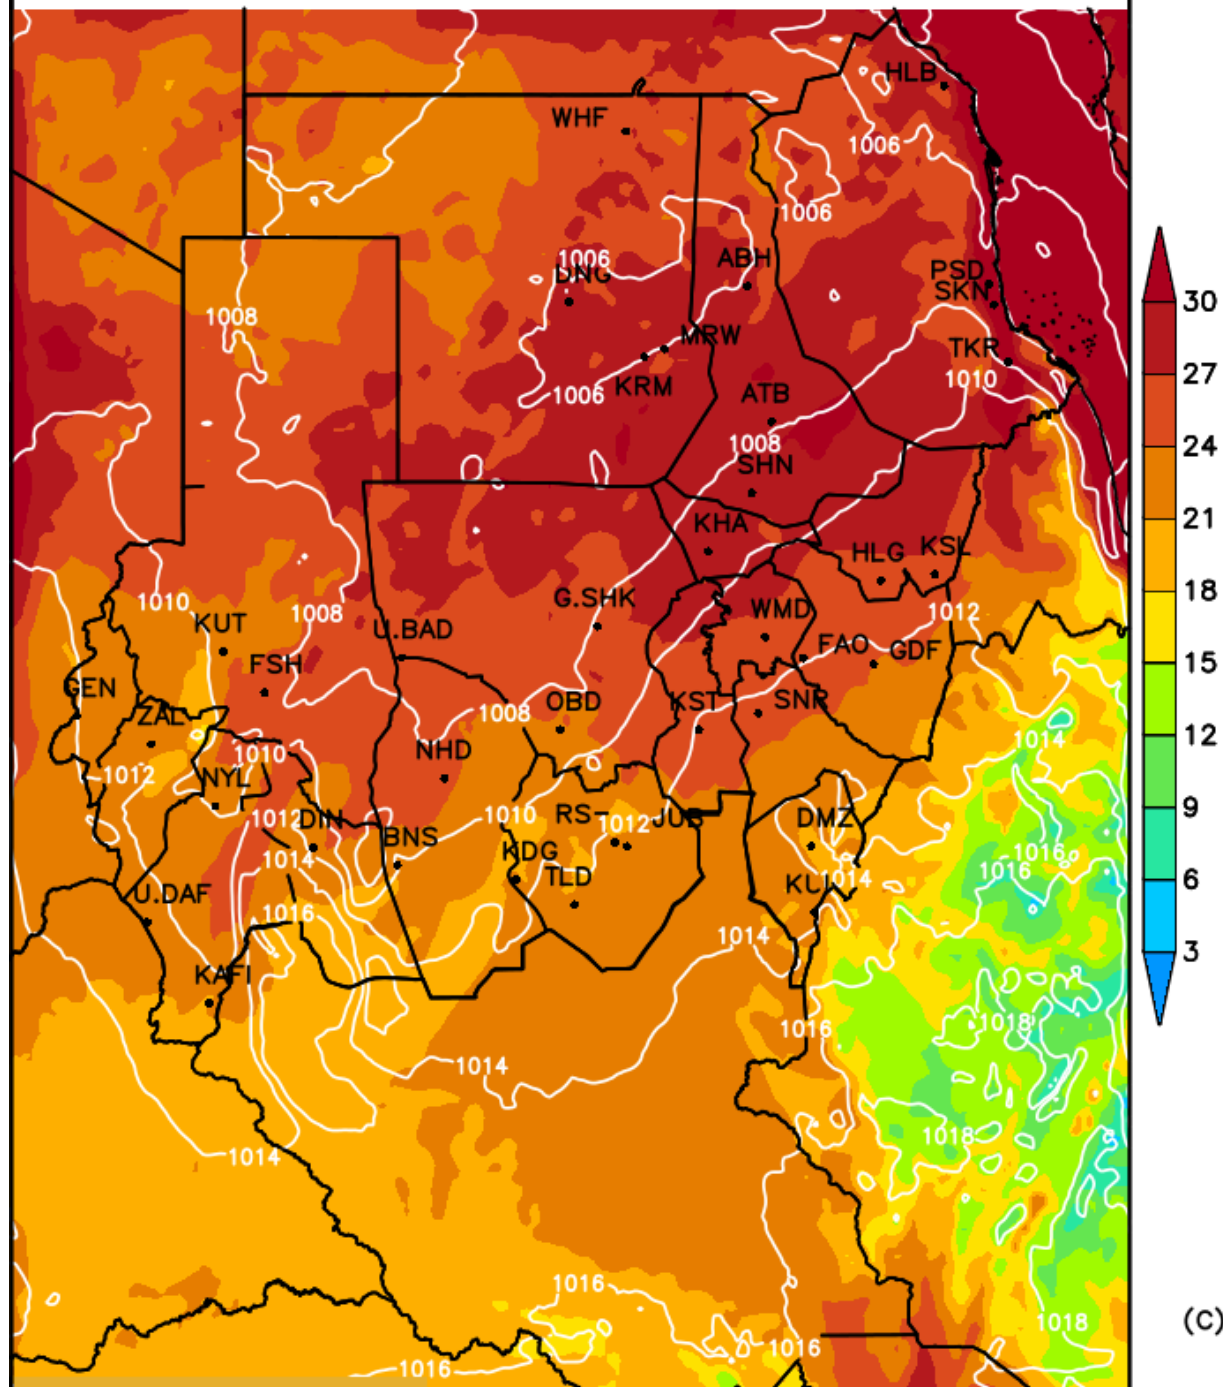 HLB
WHF
1006
1006
ABH
1006
DNG
PSD
SKN
1008
MRW
TKR
1010
KRM
1006
ATB
1008
SHN
KHA
HLG KSL
1010
1008
G.SHK
WMD
1012
KUT
U.BAD
FAO GDF
FSH
GEN
ZAL
OBD
KST
SNR
1008
1014
1010
NHD
1012
NYL
1012
DIN
1010
RS-
1012
JUB
DMZ
BNS
KDG
1014
TLD
-1016
1016
1014
U.DAF
1016
1014
KAFI
1016
1018
1014
1014
1018
1016
1016
1016
1018
30
27
24
21
18
15
12
9
6
3
(C)